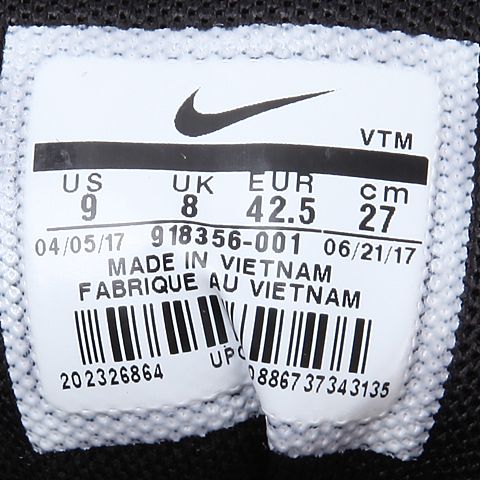 VTM
US UK EUR cm
9 8 42.5 27
04/05/17 918356-001 06/21/17
MADE IN VIETNAM
FABRIQUE AU VIETNAM
UPC
202326864 0886737343135